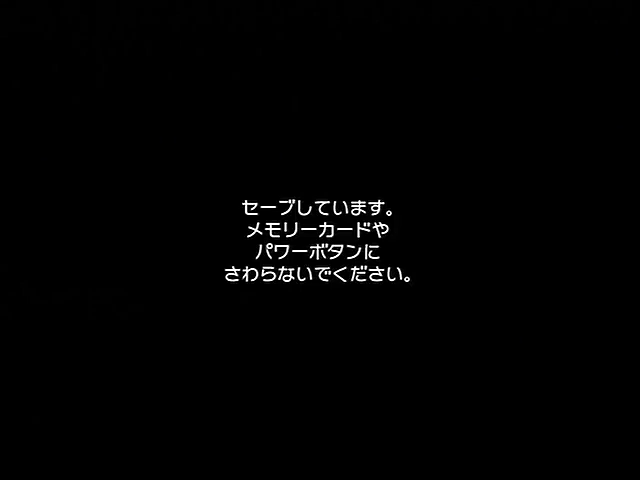 セーブしています。
メモリーカードや
パワーボタンに
さわらないでください。